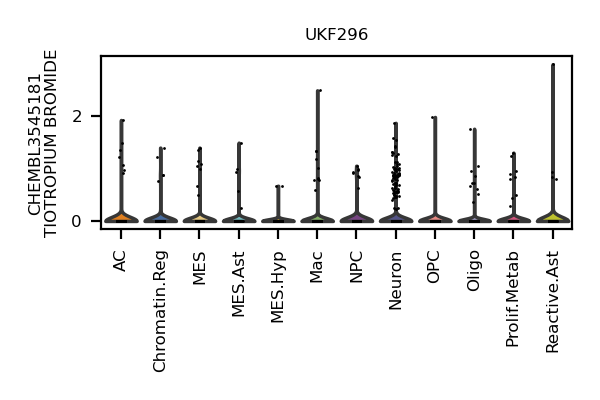 UKF296
CHEMBL3545181
TIOTROPIUM BROMIDE
2
0
AC
Chromatin.Reg
MES
MES.Ast
MES.Hyp
Mac
NPC
Neuron
OPC
Oligo
Prolif.Metab
Reactive.Ast